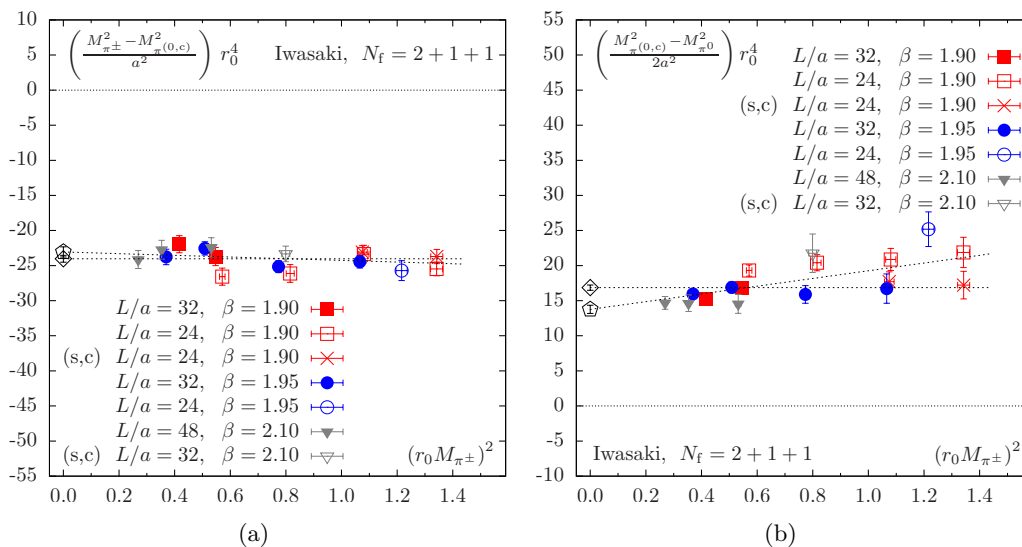 10
5
0
-5
-10
-15
-20
-25
-30
-35
-40
-45
-50
-55
0.0 0.2 0.4 0.6 0.8 1.0 1.2 1.4
(M²_{π±} − M²_{π(0,c)} / a²) r₀⁴ Iwasaki, N_f = 2 + 1 + 1
L/a = 32, β = 1.90
L/a = 24, β = 1.90
(s,c) L/a = 24, β = 1.90
L/a = 32, β = 1.95
L/a = 24, β = 1.95
L/a = 48, β = 2.10
(s,c) L/a = 32, β = 2.10
(r₀M_{π±})²
(a)
55
50
45
40
35
30
25
20
15
10
5
0
-5
-10
0.0 0.2 0.4 0.6 0.8 1.0 1.2 1.4
(M²_{π(0,c)} − M²_{π⁰} / 2a²) r₀⁴
L/a = 32, β = 1.90
L/a = 24, β = 1.90
(s,c) L/a = 24, β = 1.90
L/a = 32, β = 1.95
L/a = 24, β = 1.95
L/a = 48, β = 2.10
(s,c) L/a = 32, β = 2.10
Iwasaki, N_f = 2 + 1 + 1 (r₀M_{π±})²
(b)